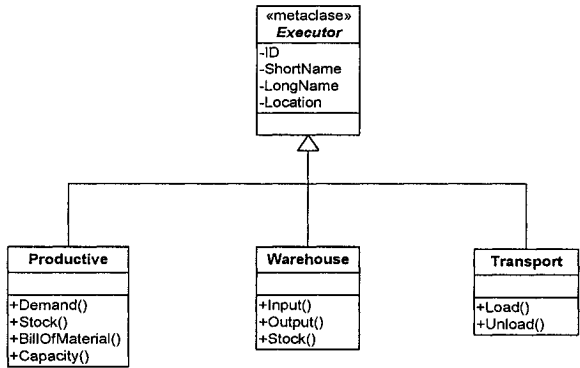 «metaclase»
Executor
-ID
-ShortName
-LongName
-Location
Productive
+Demand()
+Stock()
+BillOfMaterial()
+Capacity()
Warehouse
+Input()
+Output()
+Stock()
Transport
+Load()
+Unload()